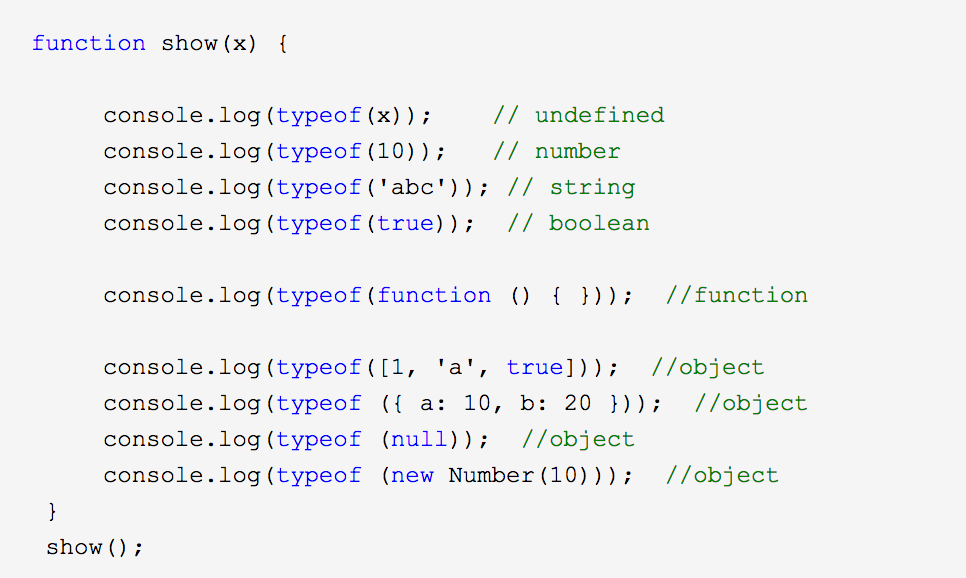 function show(x) {
console.log(typeof(x));    // undefined
console.log(typeof(10));   // number
console.log(typeof('abc')); // string
console.log(typeof(true));  // boolean
console.log(typeof(function () { }));  //function
console.log(typeof([1, 'a', true]));  //object
console.log(typeof ({ a: 10, b: 20 }));  //object
console.log(typeof (null));  //object
console.log(typeof (new Number(10)));  //object
}
show();